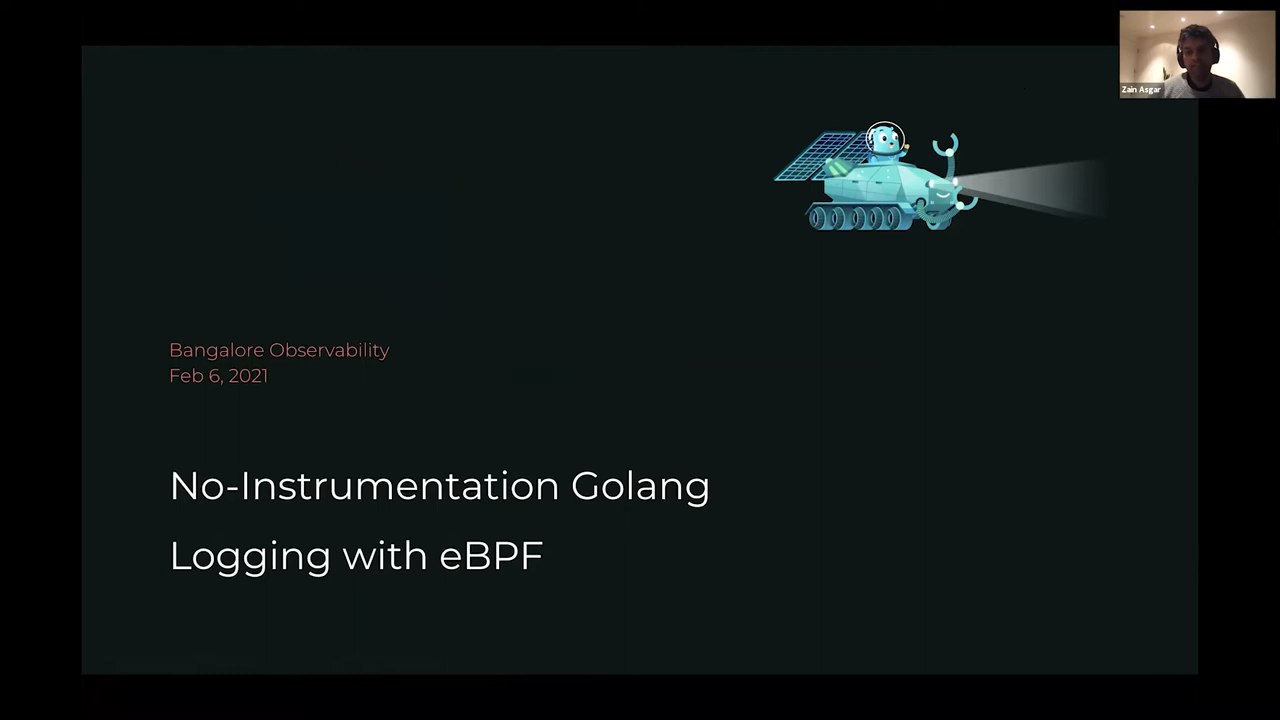 Zain Asgar
Bangalore Observability
Feb 6, 2021
No-Instrumentation Golang
Logging with eBPF